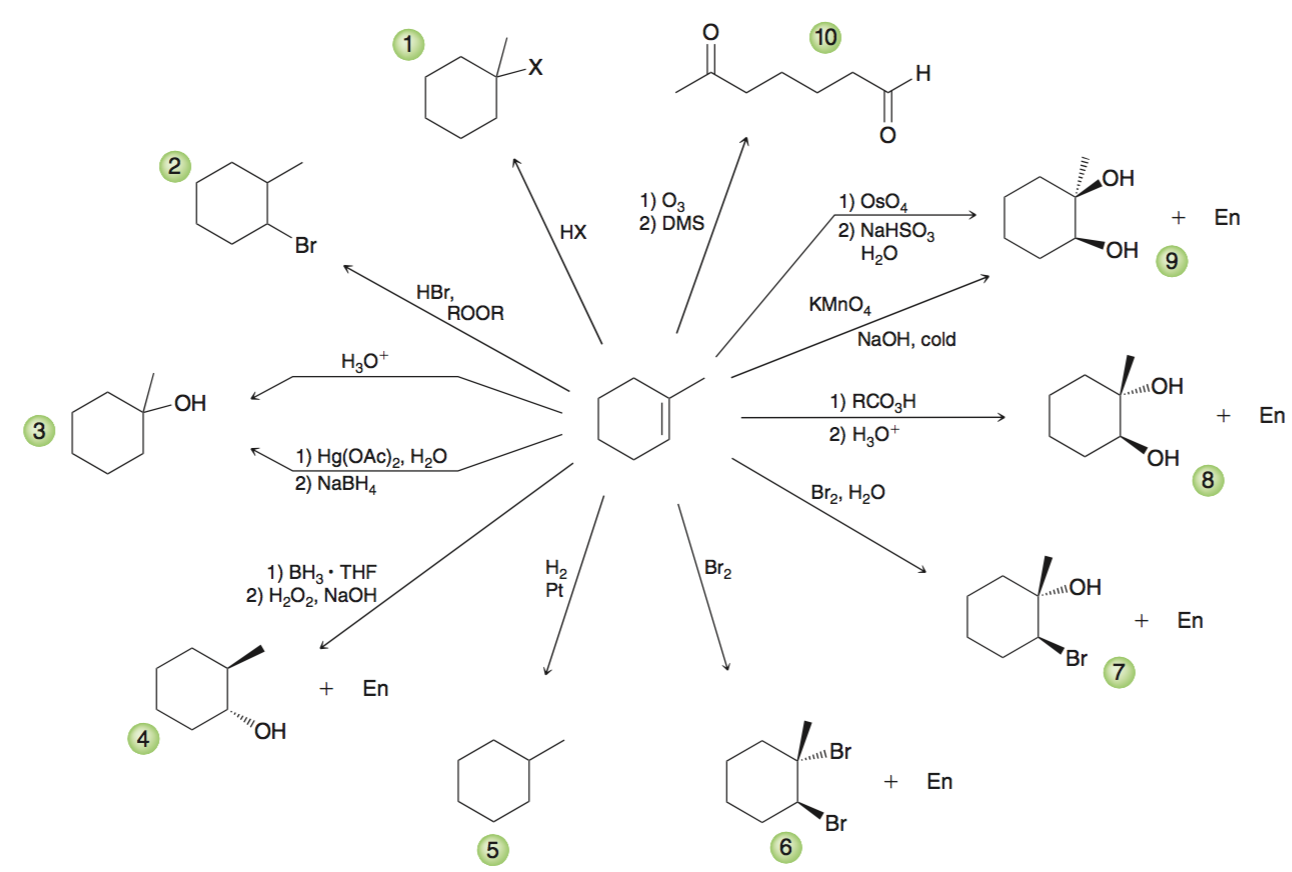 1
X
HX
2
Br
HBr,
ROOR
H₃O⁺
3
OH
1) Hg(OAc)₂, H₂O
2) NaBH₄
1) BH₃ · THF
2) H₂O₂, NaOH
4
OH
+ En
H₂
Pt
5
Br₂
6
Br
Br
+ En
Br₂, H₂O
7
OH
Br
+ En
1) RCO₃H
2) H₃O⁺
8
OH
OH
+ En
KMnO₄
NaOH, cold
1) OsO₄
2) NaHSO₃
H₂O
9
OH
OH
+ En
1) O₃
2) DMS
10
O
H
O